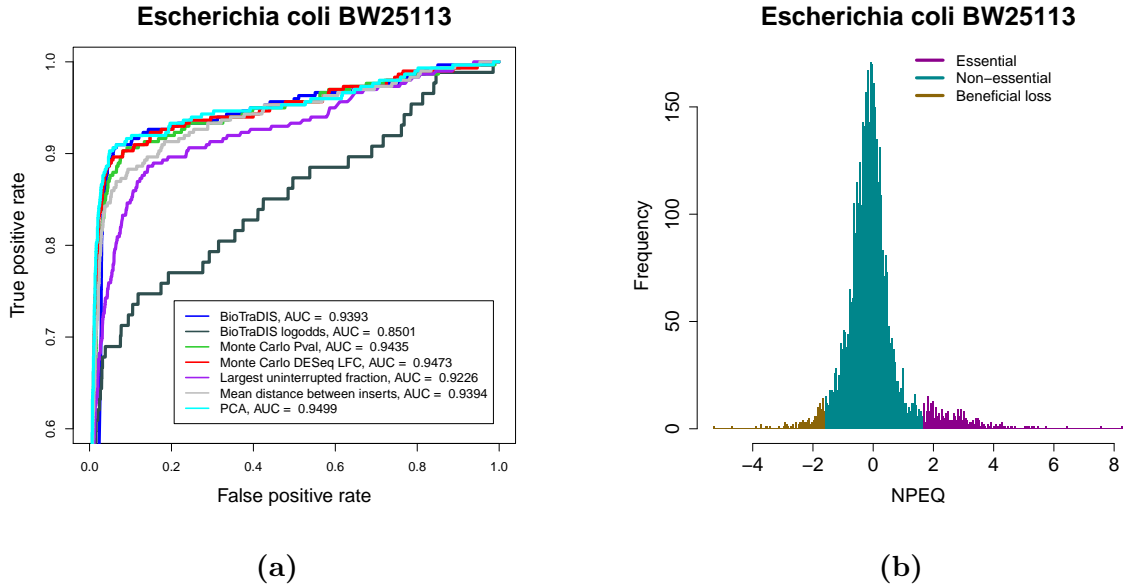 Escherichia coli BW25113
True positive rate
1.0
0.9
0.8
0.7
0.6
BioTraDIS, AUC = 0.9393
BioTraDIS logodds, AUC = 0.8501
Monte Carlo Pval, AUC = 0.9435
Monte Carlo DESeq LFC, AUC = 0.9473
Largest uninterrupted fraction, AUC = 0.9226
Mean distance between inserts, AUC = 0.9394
PCA, AUC = 0.9499
0.0 0.2 0.4 0.6 0.8 1.0
False positive rate
(a)
Escherichia coli BW25113
Essential
Non−essential
Beneficial loss
Frequency
150
100
50
0
−4 −2 0 2 4 6 8
NPEQ
(b)